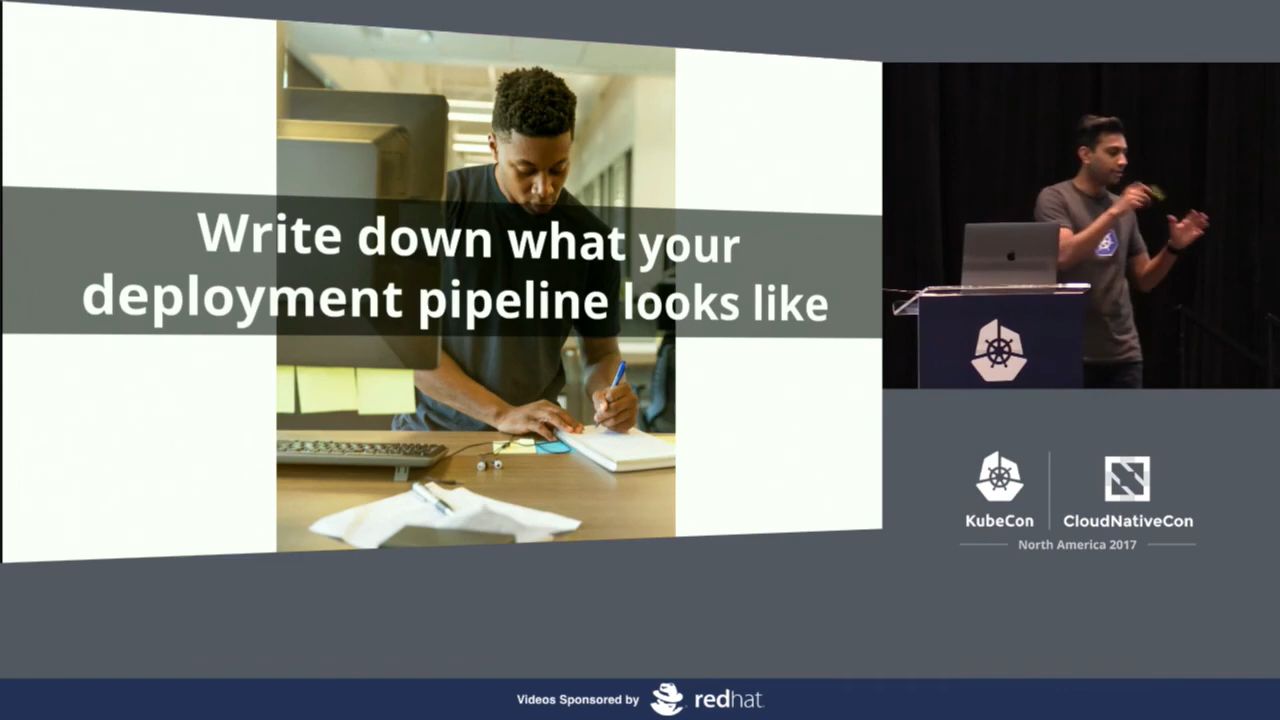 Write down what your
deployment pipeline looks like
KubeCon
CloudNativeCon
North America 2017
Videos Sponsored by
redhat